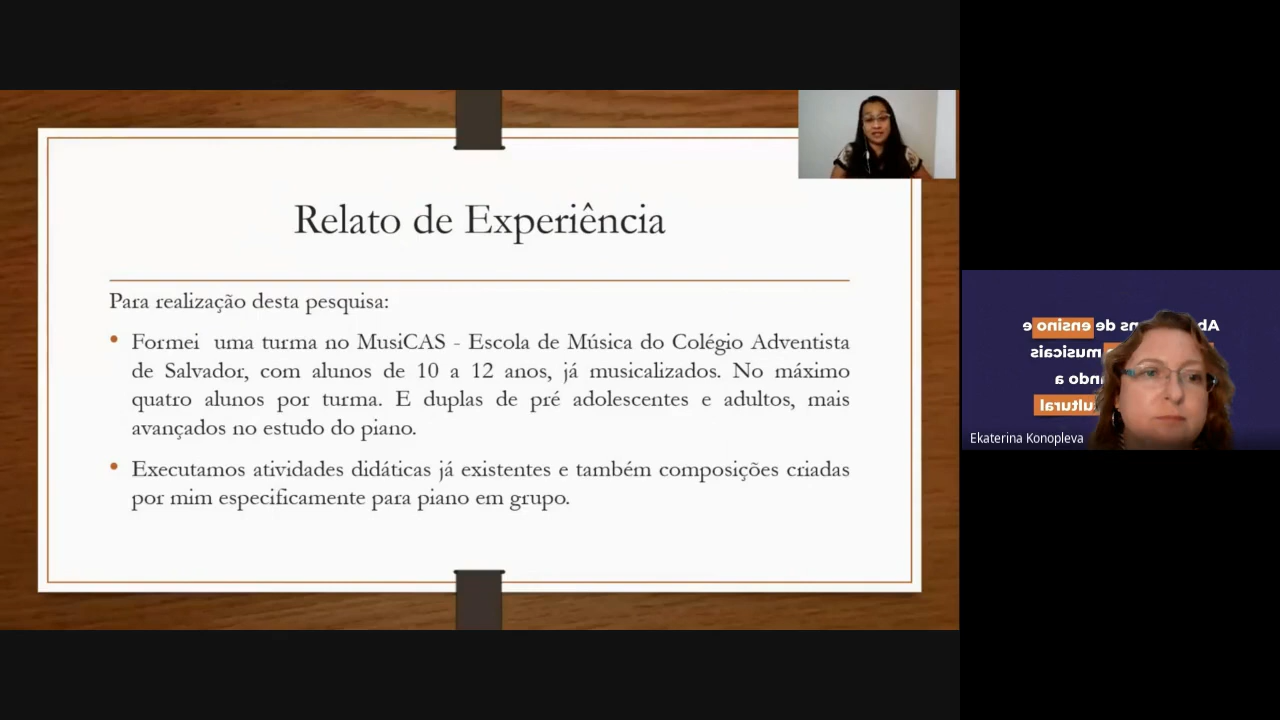 Relato de Experiência
Para realização desta pesquisa:
• Formei uma turma no MusiCAS - Escola de Música do Colégio Adventista
de Salvador, com alunos de 10 a 12 anos, já musicalizados. No máximo
quatro alunos por turma. E duplas de pré adolescentes e adultos, mais
avançados no estudo do piano.
• Executamos atividades didáticas já existentes e também composições criadas
por mim especificamente para piano em grupo.
de ensino e
musicais
a
Ekaterina Konopleva